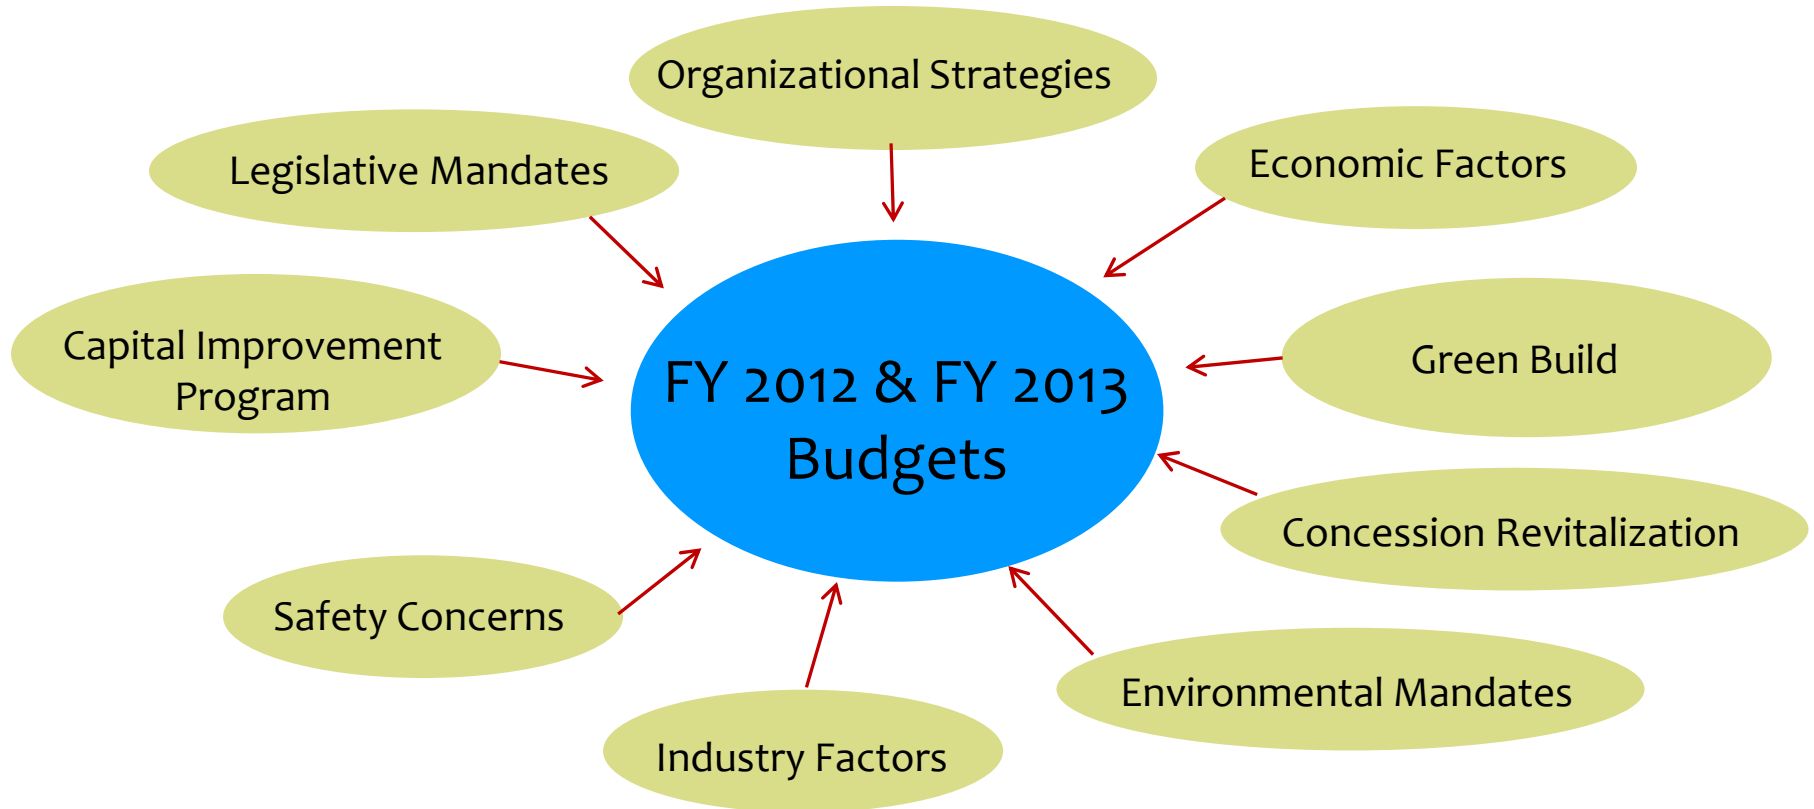 Organizational Strategies
Legislative Mandates
Economic Factors
Capital Improvement
Program
FY 2012 & FY 2013
Budgets
Green Build
Concession Revitalization
Safety Concerns
Environmental Mandates
Industry Factors